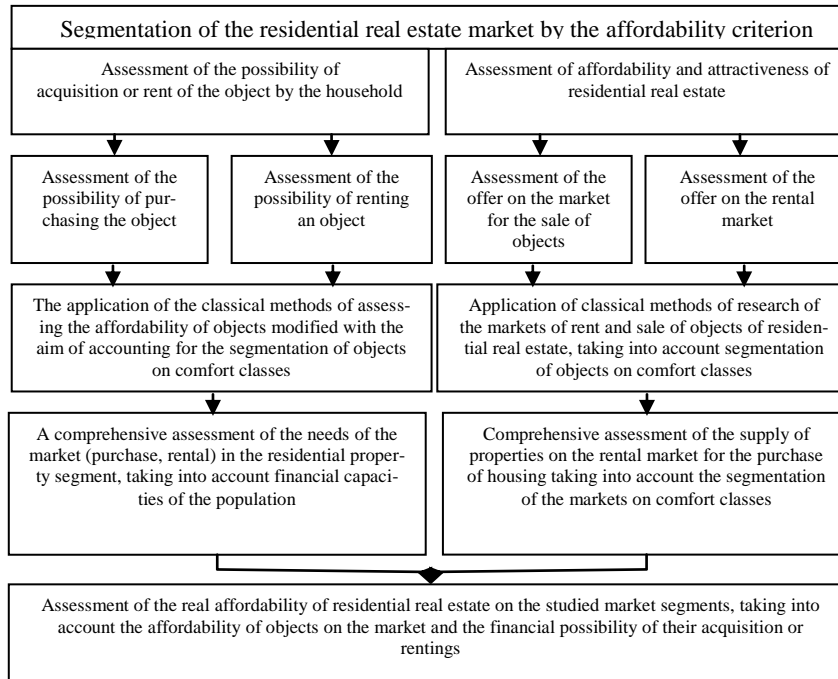 Segmentation of the residential real estate market by the affordability criterion
Assessment of the possibility of
acquisition or rent of the object by the household
Assessment of affordability and attractiveness of
residential real estate
Assessment of the
possibility of pur-
chasing the object
Assessment of the
possibility of renting
an object
Assessment of the
offer on the market
for the sale of
objects
Assessment of the
offer on the rental
market
The application of the classical methods of assess-
ing the affordability of objects modified with the
aim of accounting for the segmentation of objects
on comfort classes
Application of classical methods of research of
the markets of rent and sale of objects of residen-
tial real estate, taking into account segmentation
of objects on comfort classes
A comprehensive assessment of the needs of the
market (purchase, rental) in the residential proper-
ty segment, taking into account financial capaci-
ties of the population
Comprehensive assessment of the supply of
properties on the rental market for the purchase
of housing taking into account the segmentation
of the markets on comfort classes
Assessment of the real affordability of residential real estate on the studied market segments, taking into
account the affordability of objects on the market and the financial possibility of their acquisition or
rentings